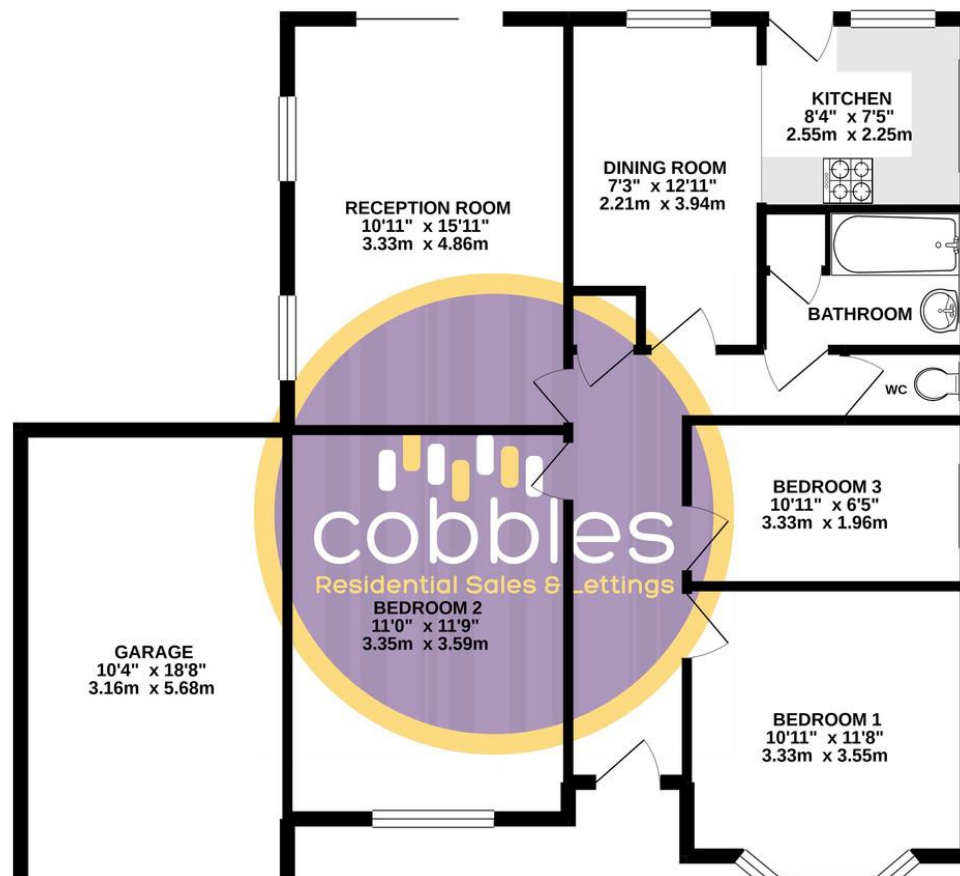 KITCHEN
8'4" x 7'5"
2.55m x 2.25m
DINING ROOM
7'3" x 12'11"
2.21m x 3.94m
RECEPTION ROOM
10'11" x 15'11"
3.33m x 4.86m
BATHROOM
WC
BEDROOM 3
10'11" x 6'5"
3.33m x 1.96m
cobbles
Residential Sales & Lettings
BEDROOM 2
11'0" x 11'9"
3.35m x 3.59m
GARAGE
10'4" x 18'8"
3.16m x 5.68m
BEDROOM 1
10'11" x 11'8"
3.33m x 3.55m